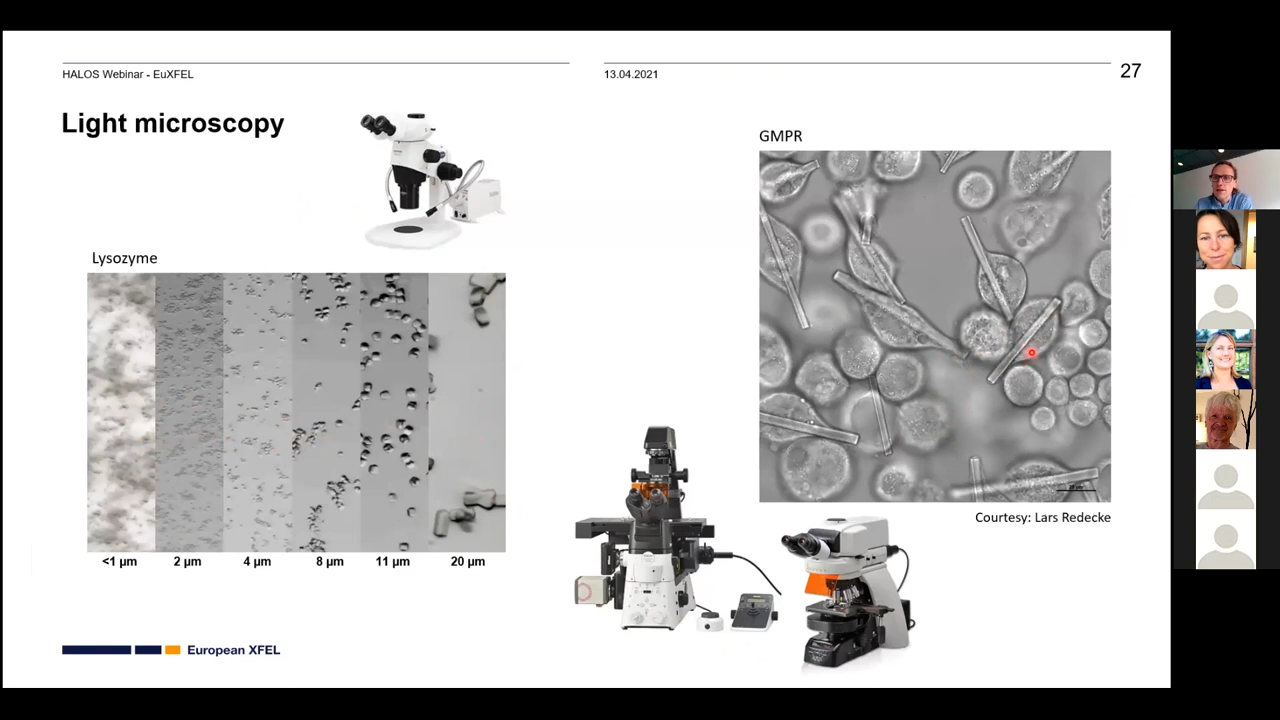 HALOS Webinar - EuXFEL
13.04.2021
27
Light microscopy
GMPR
Lysozyme
Courtesy: Lars Redecke
<1 µm
2 µm
4 µm
8 µm
11 µm
20 µm
European XFEL